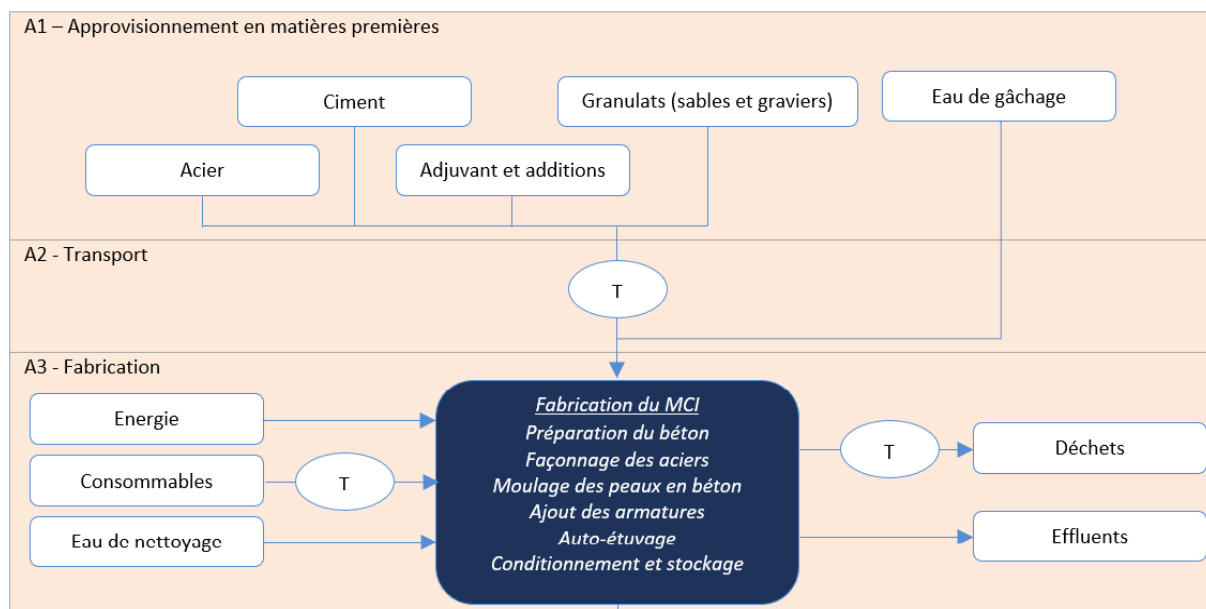 A1 – Approvisionnement en matières premières
Ciment
Granulats (sables et graviers)
Eau de gâchage
Acier
Adjuvant et additions
A2 - Transport
T
A3 - Fabrication
Energie
Consommables
T
Eau de nettoyage
Fabrication du MCI
Préparation du béton
Façonnage des aciers
Moulage des peaux en béton
Ajout des armatures
Auto-étuvage
Conditionnement et stockage
T
Déchets
Effluents